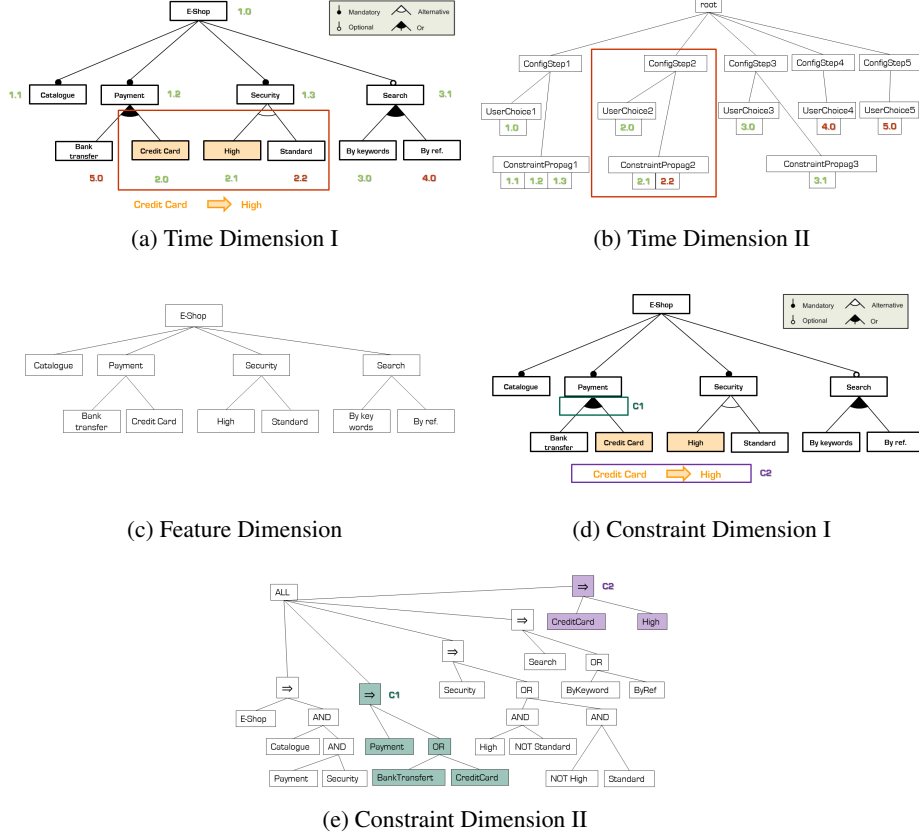 E-Shop 1.0
Mandatory Alternative
Optional Or
1.1 Catalogue Payment 1.2 Security 1.3 Search 3.1
Bank transfer Credit Card High Standard By keywords By ref.
5.0 2.0 2.1 2.2 3.0 4.0
Credit Card High
(a) Time Dimension I
root
ConfigStep1 ConfigStep2 ConfigStep3 ConfigStep4 ConfigStep5
UserChoice1 UserChoice2 UserChoice3 UserChoice4 UserChoice5
1.0 2.0 3.0 4.0 5.0
ConstraintPropag1 ConstraintPropag2 ConstraintPropag3
1.1 1.2 1.3 2.1 2.2 3.1
(b) Time Dimension II
E-Shop
Catalogue Payment Security Search
Bank transfer Credit Card High Standard By key words By ref.
(c) Feature Dimension
E-Shop
Mandatory Alternative
Optional Or
Catalogue Payment Security Search
C1
Bank transfer Credit Card High Standard By keywords By ref.
Credit Card High C2
(d) Constraint Dimension I
ALL ⇒ C2
CreditCard High
⇒
⇒ Search OR
⇒ ⇒ C1 Security OR ByKeyword ByRef
E-Shop AND AND AND
Catalogue AND Payment OR High NOT Standard
Payment Security BankTransfert CreditCard NOT High Standard
(e) Constraint Dimension II